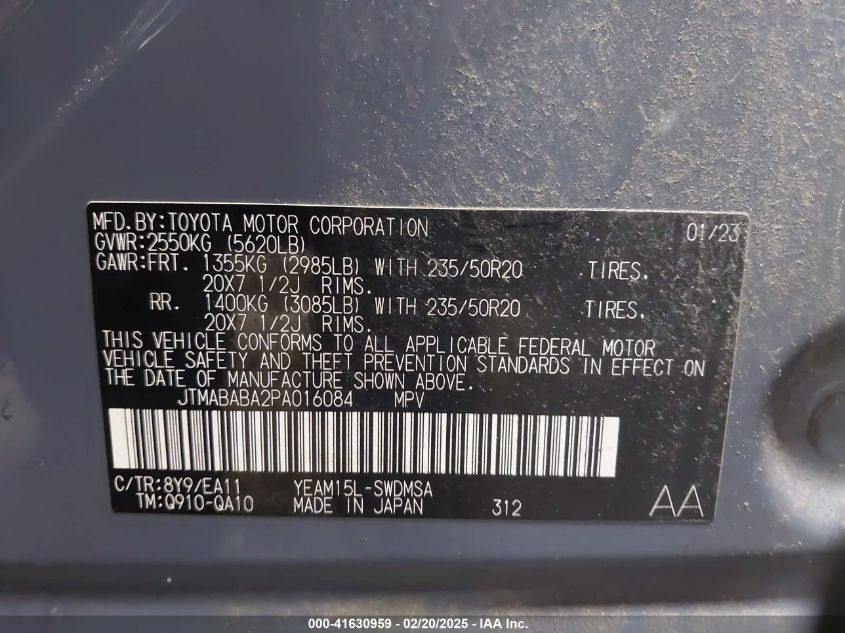 MFD. BY: TOYOTA MOTOR CORPORATION 01/23
GVWR: 2550KG (5620LB)
GAWR: FRT. 1355KG (2985LB) WITH 235/50R20 TIRES.
20X7 1/2J RIMS.
RR. 1400KG (3085LB) WITH 235/50R20 TIRES.
20X7 1/2J RIMS.
THIS VEHICLE CONFORMS TO ALL APPLICABLE FEDERAL MOTOR
VEHICLE SAFETY AND THEFT PREVENTION STANDARDS IN EFFECT ON
THE DATE OF MANUFACTURE SHOWN ABOVE.
JTMABABA2PA016084 MPV
C/TR: 8Y9/EA11 YEAM15L-SWDMSA
TM: Q910-QA10 MADE IN JAPAN 312 AA
000-41630959 - 02/20/2025 - IAA Inc.